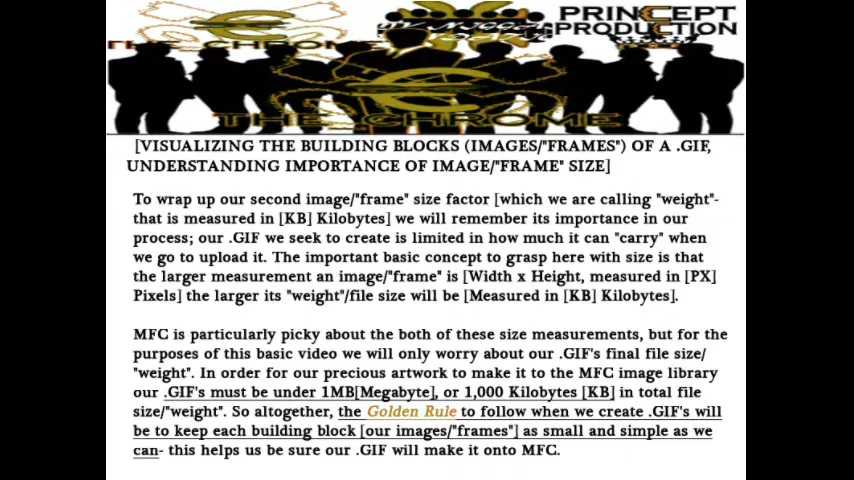 PRINCEPT
PRODUCTION
THE_CHROME
THE_CHROME
[VISUALIZING THE BUILDING BLOCKS (IMAGES/"FRAMES") OF A .GIF,
UNDERSTANDING IMPORTANCE OF IMAGE/"FRAME" SIZE]
To wrap up our second image/"frame" size factor [which we are calling "weight"-
that is measured in [KB] Kilobytes] we will remember its importance in our
process; our .GIF we seek to create is limited in how much it can "carry" when
we go to upload it. The important basic concept to grasp here with size is that
the larger measurement an image/"frame" is [Width x Height, measured in [PX]
Pixels] the larger its "weight"/file size will be [Measured in [KB] Kilobytes].
MFC is particularly picky about the both of these size measurements, but for the
purposes of this basic video we will only worry about our .GIF's final file size/
"weight". In order for our precious artwork to make it to the MFC image library
our .GIF's must be under 1MB[Megabyte], or 1,000 Kilobytes [KB] in total file
size/"weight". So altogether, the Golden Rule to follow when we create .GIF's will
be to keep each building block [our images/"frames"] as small and simple as we
can- this helps us be sure our .GIF will make it onto MFC.